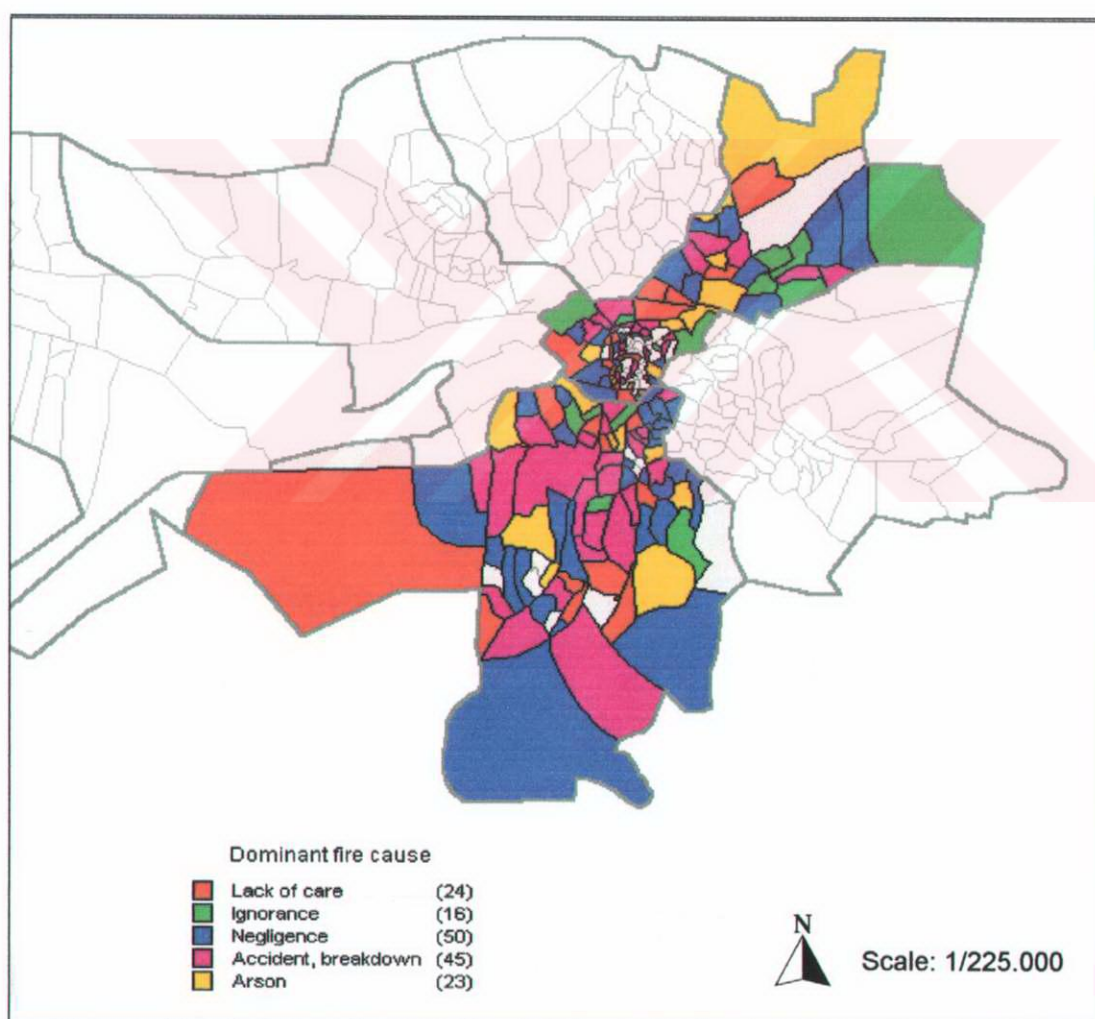 Dominant fire cause
Lack of care (24)
Ignorance (16)
Negligence (50)
Accident, breakdown (45)
Arson (23)
N
Scale: 1/225.000